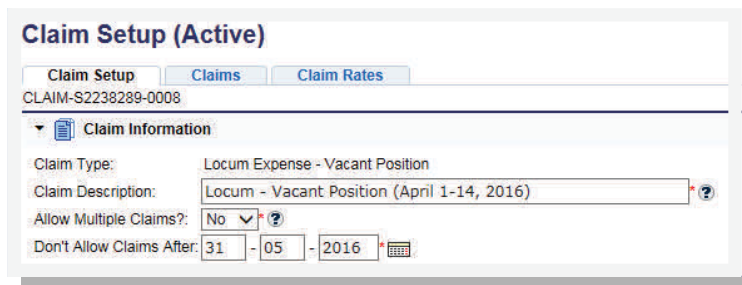 Claim Setup (Active)
Claim Setup Claims Claim Rates
CLAIM-S2238289-0008
Claim Information
Claim Type: Locum Expense - Vacant Position
Claim Description: Locum - Vacant Position (April 1-14, 2016) * ?
Allow Multiple Claims?: No * ?
Don't Allow Claims After: 31 - 05 - 2016 *